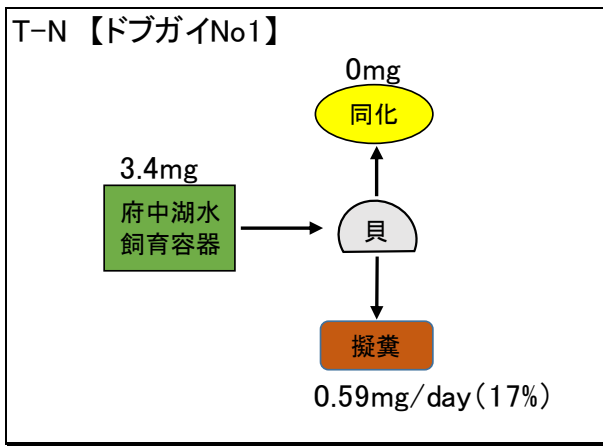 T-N 【ドブガイNo1】
0mg
同化
3.4mg
府中湖水
飼育容器
貝
擬糞
0.59mg/day(17%)